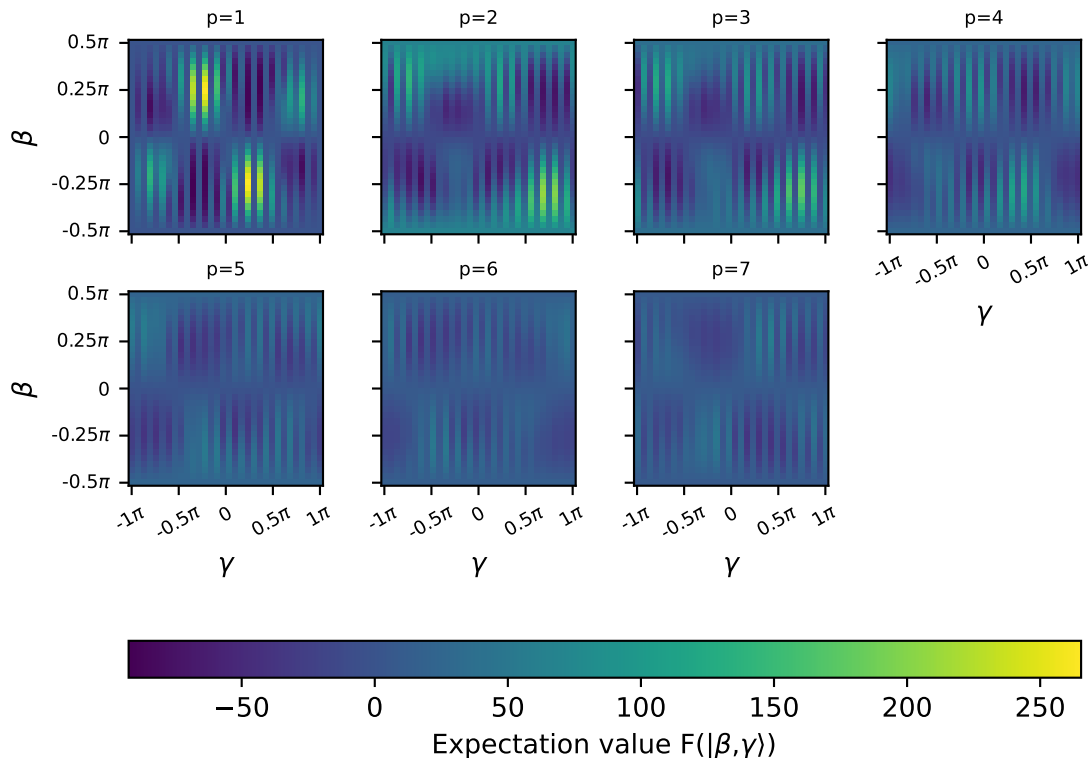 p=1 p=2 p=3 p=4
0.5π
0.25π
β
0
-0.25π
-0.5π
-1π -0.5π 0 0.5π 1π
γ
p=5 p=6 p=7
0.5π
0.25π
β
0
-0.25π
-0.5π
-1π -0.5π 0 0.5π 1π -1π -0.5π 0 0.5π 1π -1π -0.5π 0 0.5π 1π
γ γ γ
−50 0 50 100 150 200 250
Expectation value F(|β,γ⟩)